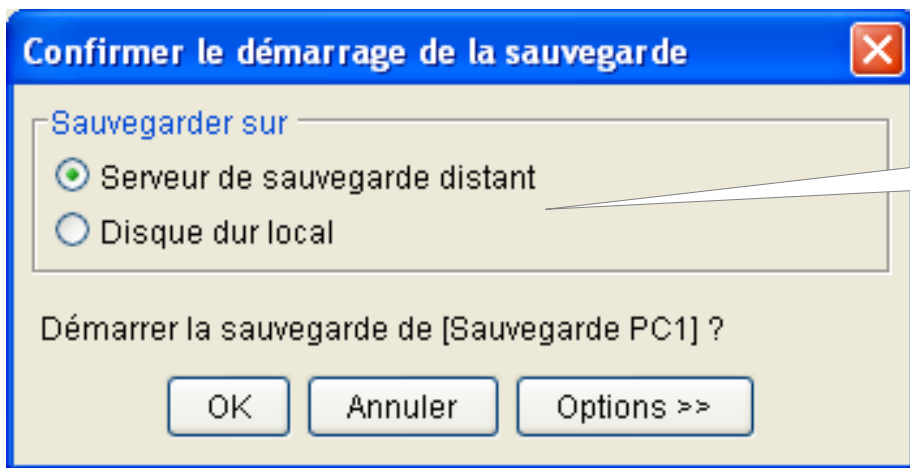 Confirmer le démarrage de la sauvegarde
Sauvegarder sur
Serveur de sauvegarde distant
Disque dur local
Démarrer la sauvegarde de [Sauvegarde PC1] ?
OK Annuler Options >>